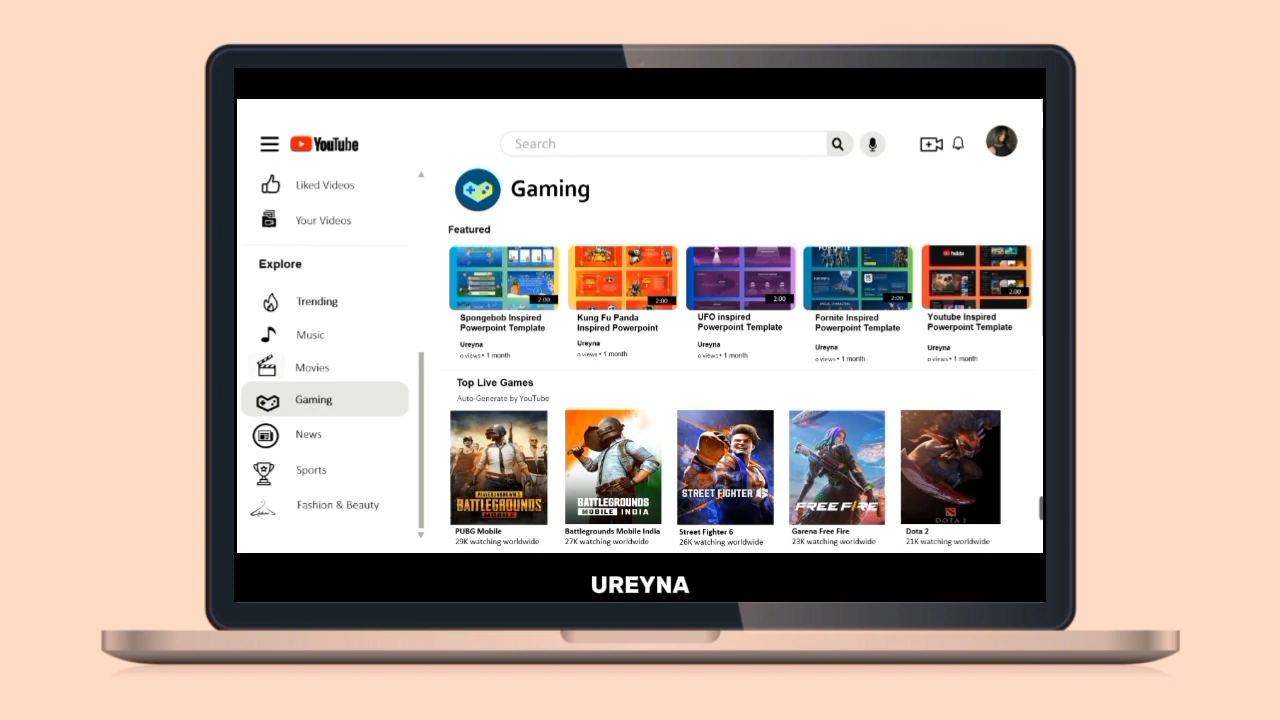 YouTube
Search
Liked Videos
Your Videos
Explore
Trending
Music
Movies
Gaming
News
Sports
Fashion & Beauty
Gaming
Featured
2:00
2:00
2:00
2:00
2:00
Spongebob Inspired
Powerpoint Template
Ureyna
0 views • 1 month
Kung Fu Panda
Inspired Powerpoint
Ureyna
0 views • 1 month
UFO inspired
Powerpoint Template
Ureyna
0 views • 1 month
Fornite Inspired
Powerpoint Template
Ureyna
0 views • 1 month
Youtube Inspired
Powerpoint Template
Ureyna
0 views • 1 month
Top Live Games
Auto-Generate by YouTube
BATTLEGROUNDS
MOBILE
BATTLEGROUNDS
MOBILE INDIA
STREET FIGHTER 6
FREE FIRE
DOTA 2
PUBG Mobile
29K watching worldwide
Battlegrounds Mobile India
27K watching worldwide
Street Fighter 6
26K watching worldwide
Garena Free Fire
23K watching worldwide
Dota 2
21K watching worldwide
UREYNA